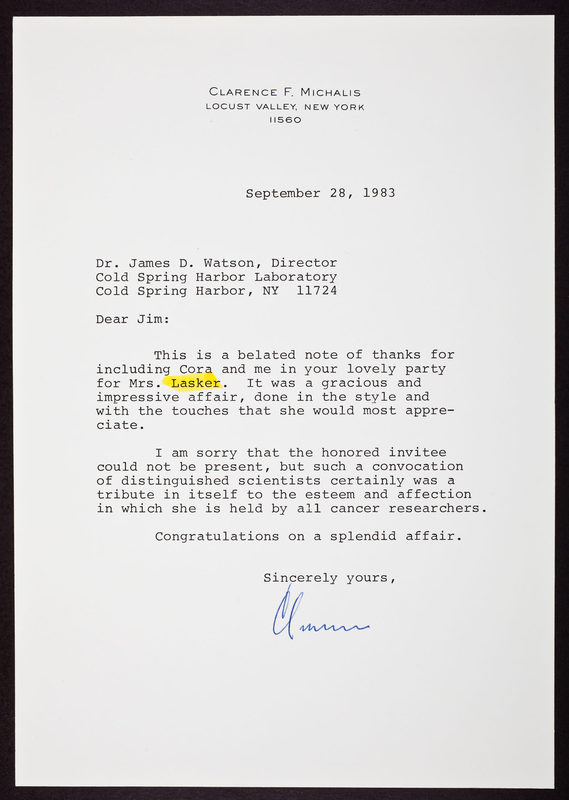 CLARENCE F. MICHALIS
LOCUST VALLEY, NEW YORK
11560
September 28, 1983
Dr. James D. Watson, Director
Cold Spring Harbor Laboratory
Cold Spring Harbor, NY 11724
Dear Jim:
This is a belated note of thanks for
including Cora and me in your lovely party
for Mrs. Lasker. It was a gracious and
impressive affair, done in the style and
with the touches that she would most appre-
ciate.
I am sorry that the honored invitee
could not be present, but such a convocation
of distinguished scientists certainly was a
tribute in itself to the esteem and affection
in which she is held by all cancer researchers.
Congratulations on a splendid affair.
Sincerely yours,